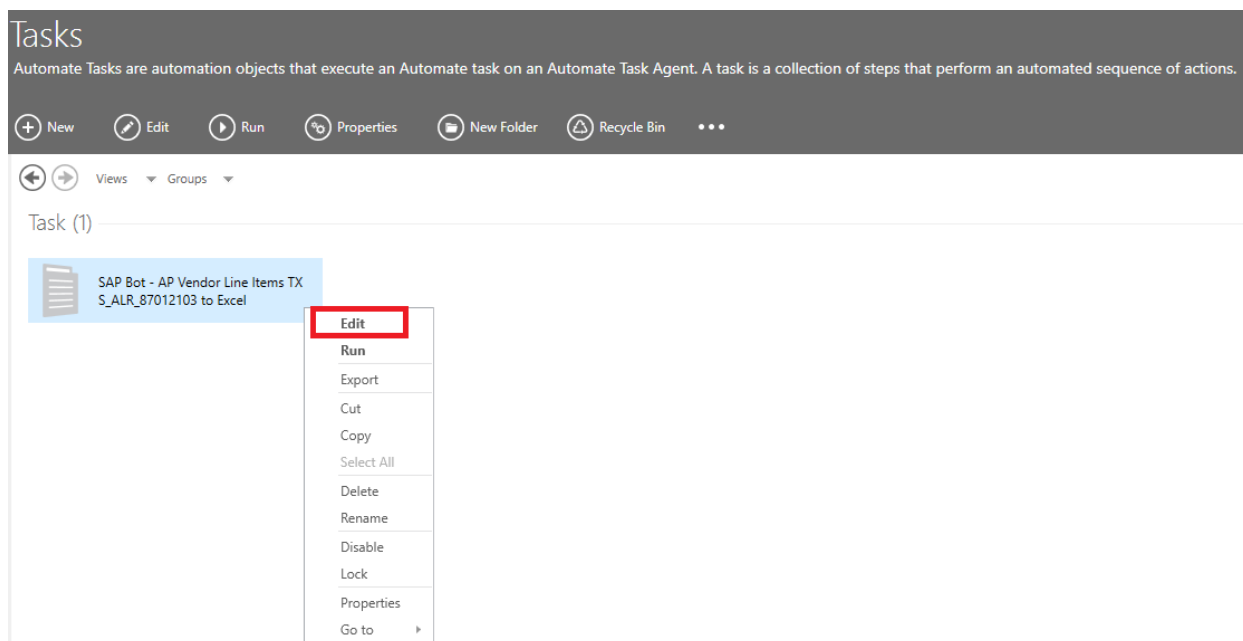 Tasks
Automate Tasks are automation objects that execute an Automate task on an Automate Task Agent. A task is a collection of steps that perform an automated sequence of actions.
New Edit Run Properties New Folder Recycle Bin •••
Views Groups
Task (1)
SAP Bot - AP Vendor Line Items TX
S_ALR_87012103 to Excel
Edit
Run
Export
Cut
Copy
Select All
Delete
Rename
Disable
Lock
Properties
Go to